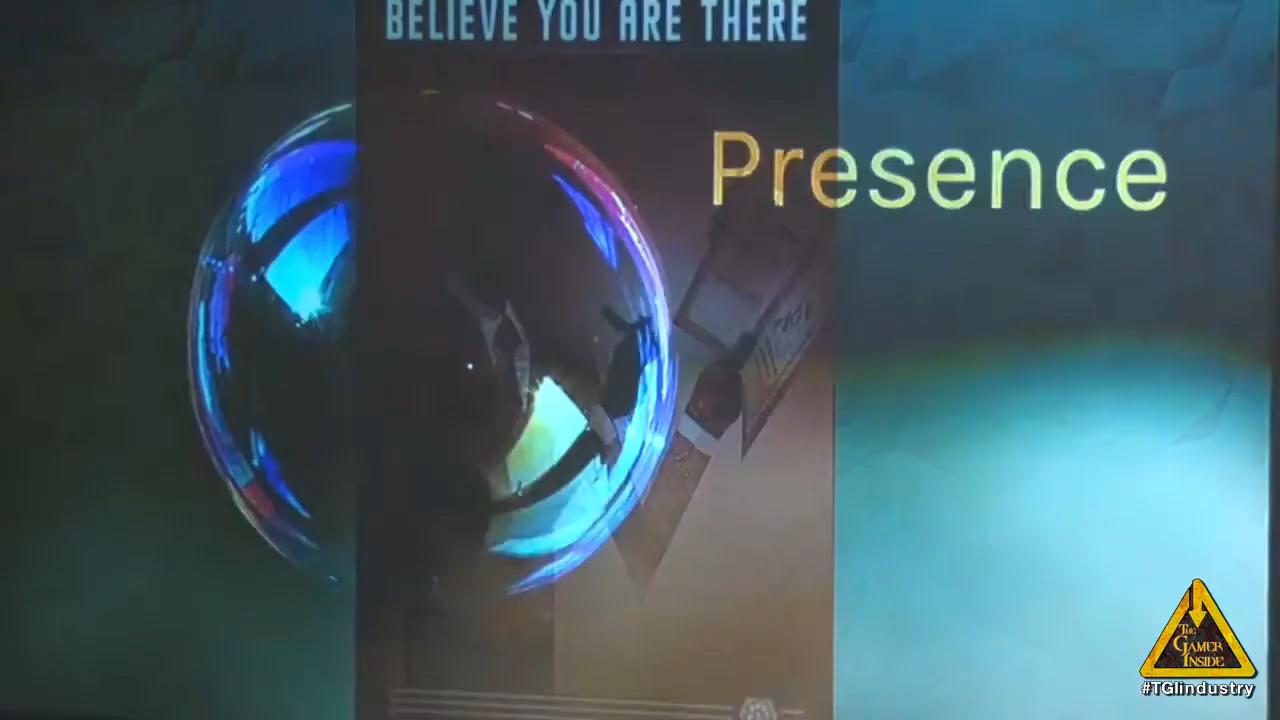 BELIEVE YOU ARE THERE
Presence
The
Gamer
Inside
#TGIindustry